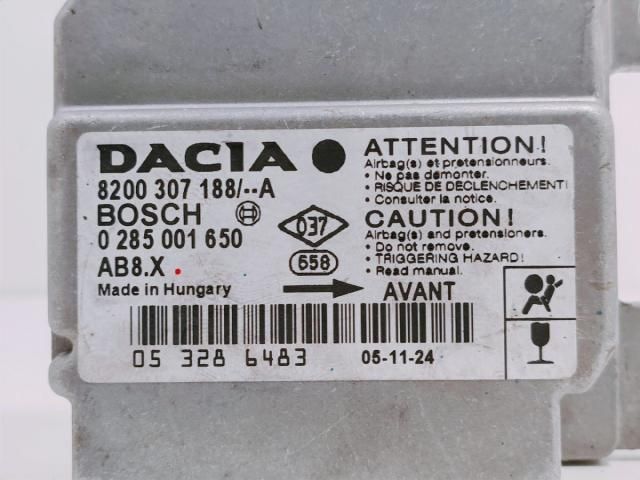 DACIA
8200 307 188/--A
BOSCH
0 285 001 650
AB8.X
Made in Hungary
037
658
ATTENTION!
Airbag(s) et pretensionneurs.
• Ne pas démonter.
• RISQUE DE DECLENCHEMENT!
• Consulter la notice.
CAUTION!
Airbag(s) and pretensioners.
• Do not remove.
• TRIGGERING HAZARD!
• Read manual.
AVANT
05 328 6483
05-11-24